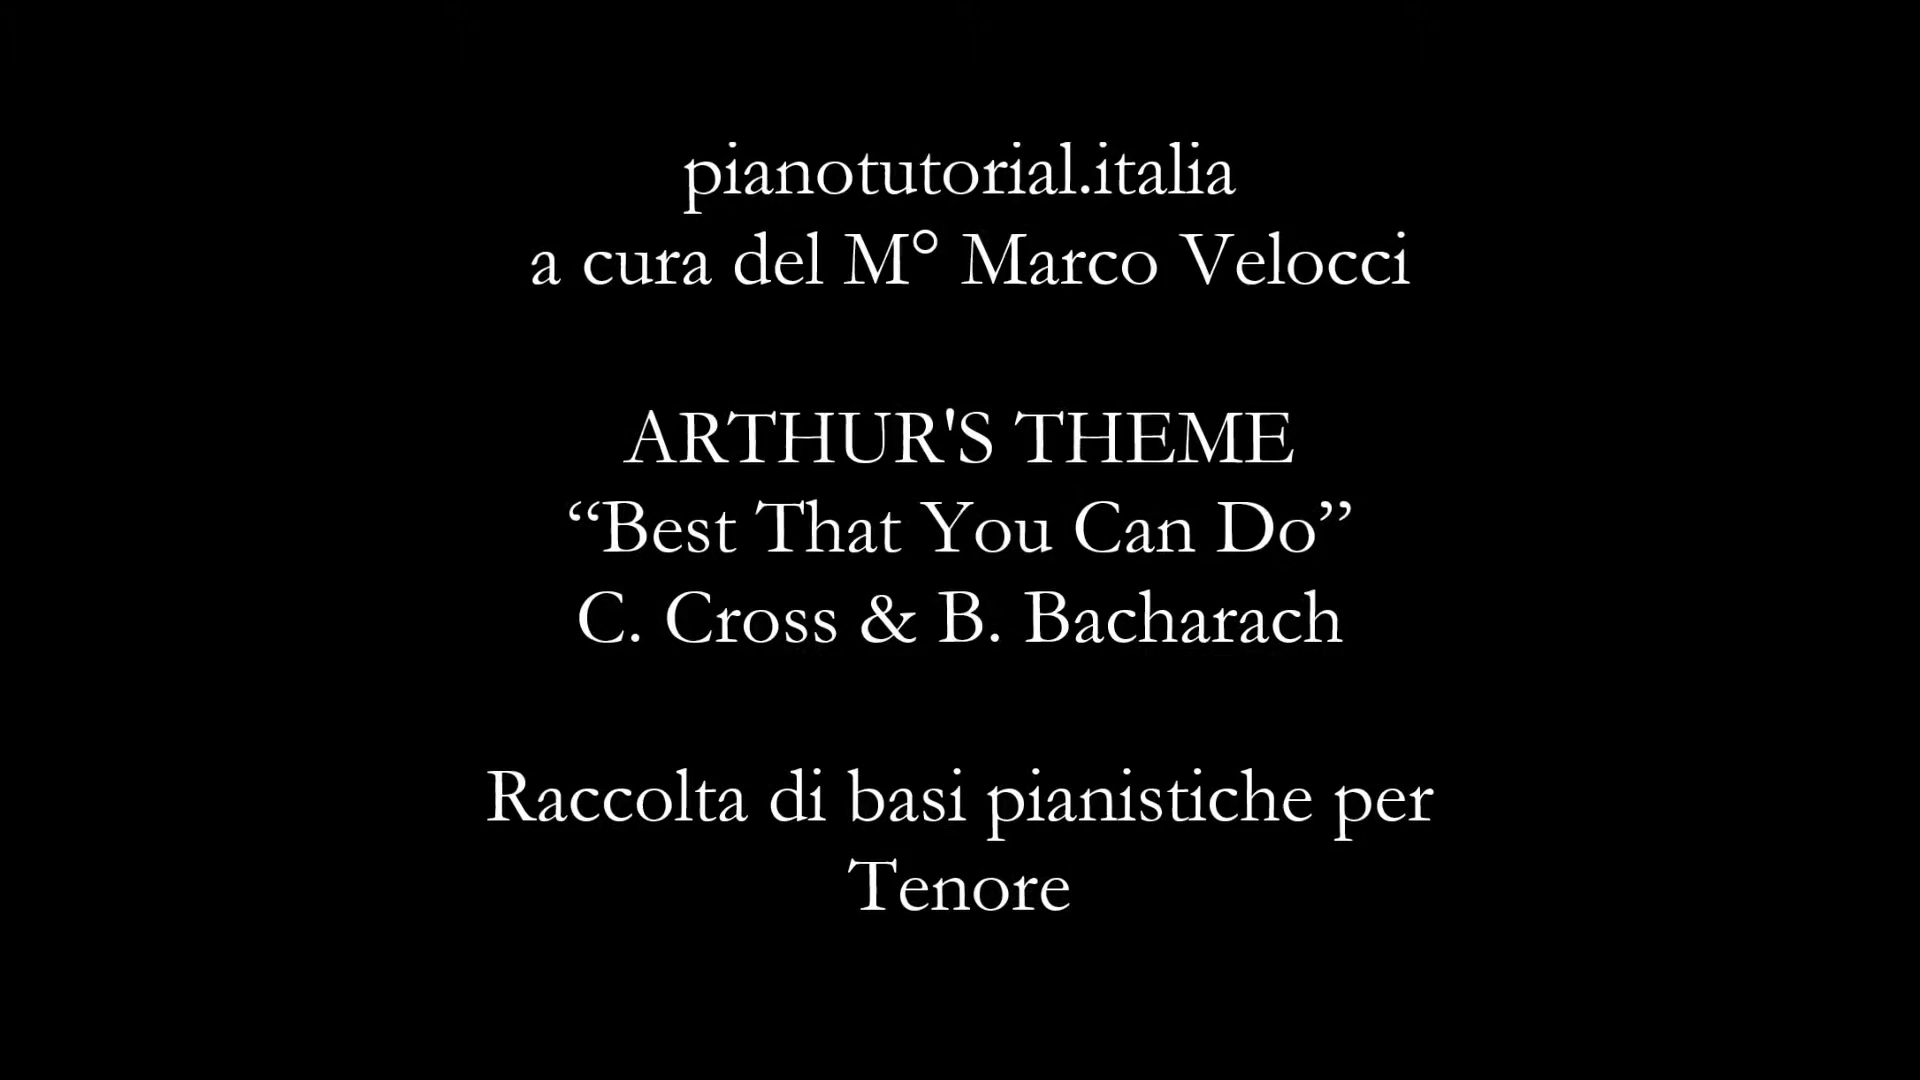 pianotutorial.italia
a cura del M° Marco Velocci
ARTHUR'S THEME
“Best That You Can Do”
C. Cross & B. Bacharach
Raccolta di basi pianistiche per
Tenore